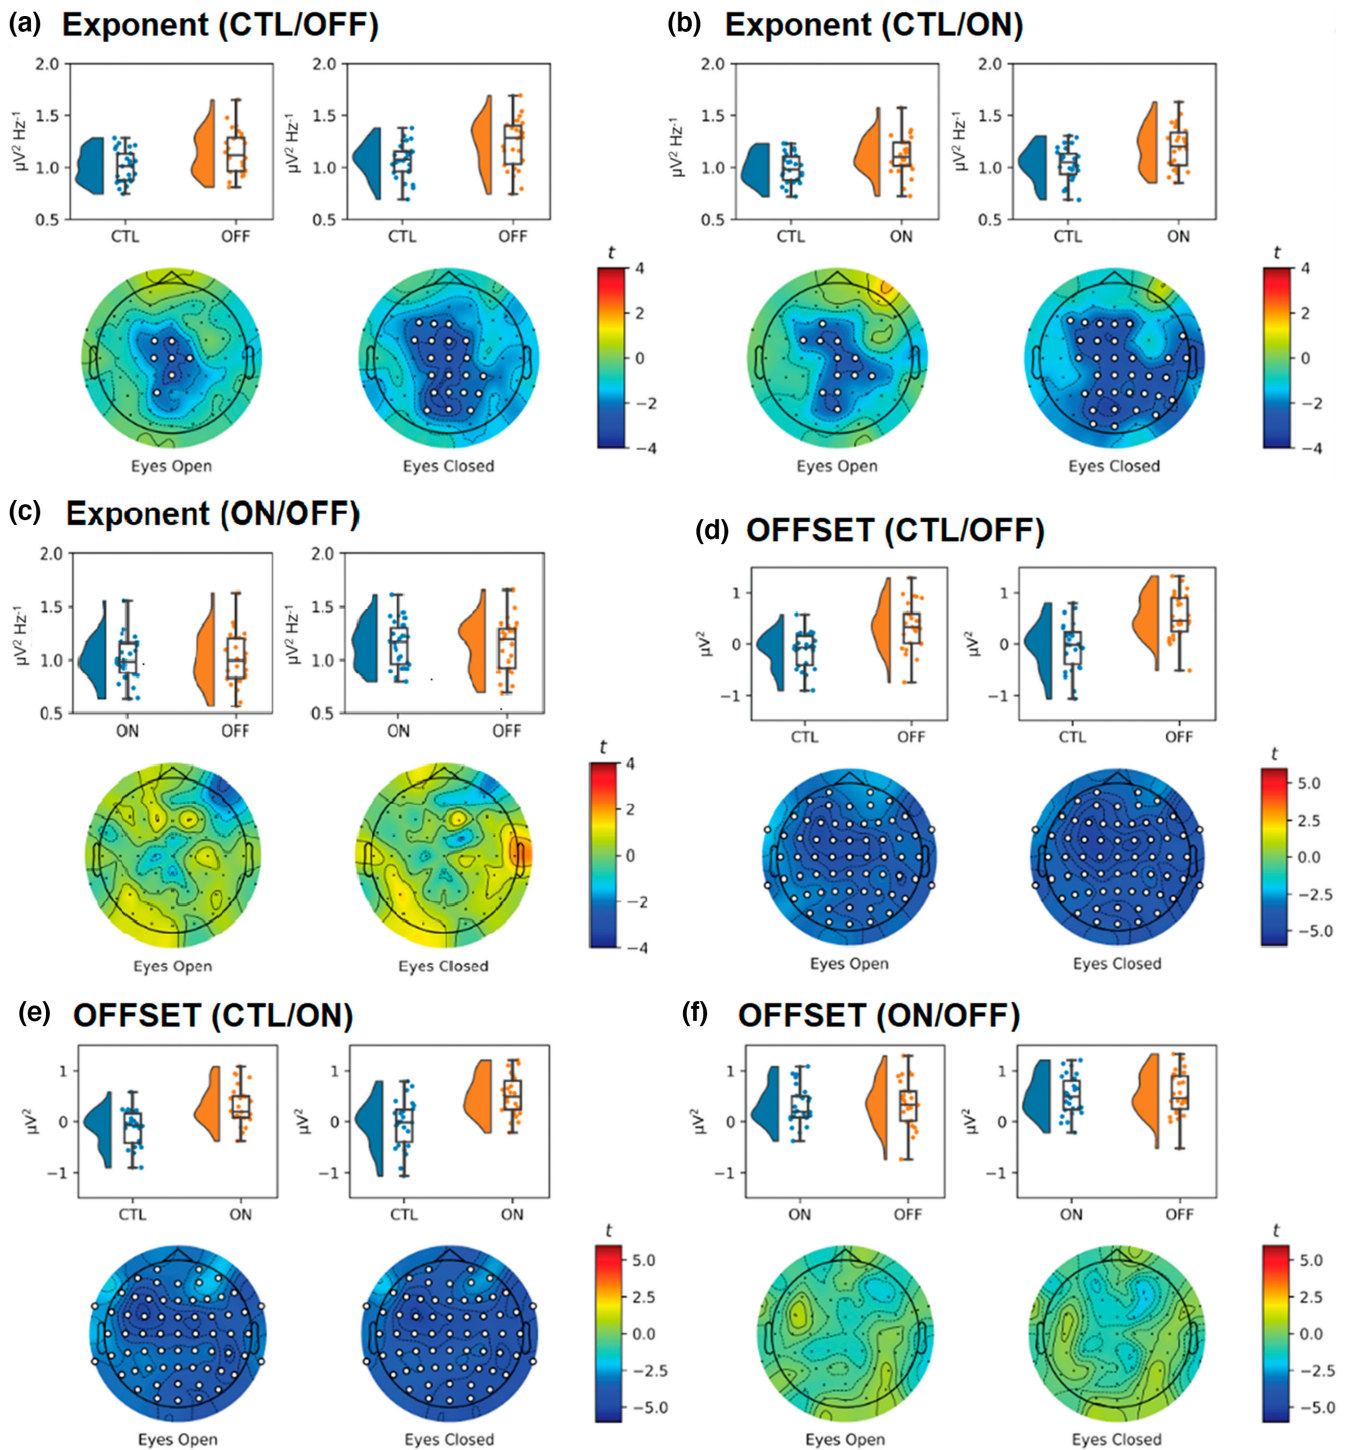 (a) Exponent (CTL/OFF)
(b) Exponent (CTL/ON)
2.0 2.0 2.0 2.0
1.5 1.5 1.5 1.5
1.0 1.0 1.0 1.0
0.5 0.5 0.5 0.5
µV² Hz⁻¹ µV² Hz⁻¹ µV² Hz⁻¹ µV² Hz⁻¹
CTL OFF CTL OFF CTL ON CTL ON
t t
4 4
2 2
0 0
−2 −2
−4 −4
Eyes Open Eyes Closed Eyes Open Eyes Closed
(c) Exponent (ON/OFF)
2.0 2.0
1.5 1.5
1.0 1.0
0.5 0.5
µV² Hz⁻¹ µV² Hz⁻¹
ON OFF ON OFF
t
4
2
0
−2
−4
Eyes Open Eyes Closed
(d) OFFSET (CTL/OFF)
1 1
0 0
−1 −1
µV² µV²
CTL OFF CTL OFF
t
5.0
2.5
0.0
−2.5
−5.0
Eyes Open Eyes Closed
(e) OFFSET (CTL/ON)
1 1
0 0
−1 −1
µV² µV²
CTL ON CTL ON
t
5.0
2.5
0.0
−2.5
−5.0
Eyes Open Eyes Closed
(f) OFFSET (ON/OFF)
1 1
0 0
−1 −1
µV² µV²
ON OFF ON OFF
t
5.0
2.5
0.0
−2.5
−5.0
Eyes Open Eyes Closed